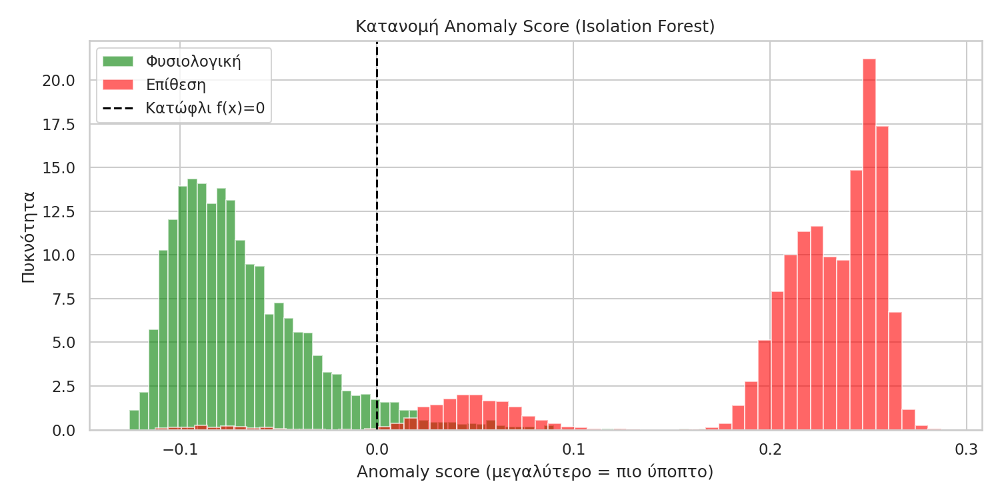 Κατανομή Anomaly Score (Isolation Forest)
Φυσιολογική
Επίθεση
Κατώφλι f(x)=0
Πυκνότητα
20.0
17.5
15.0
12.5
10.0
7.5
5.0
2.5
0.0
−0.1
0.0
0.1
0.2
0.3
Anomaly score (μεγαλύτερο = πιο ύποπτο)